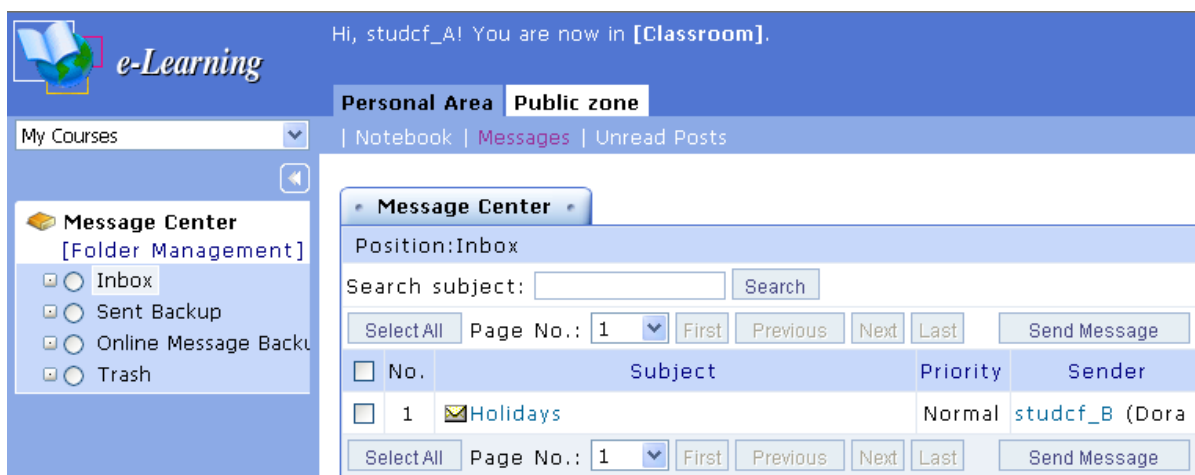 e-Learning
Hi, studcf_A! You are now in [Classroom].
Personal Area Public zone
My Courses
| Notebook | Messages | Unread Posts
Message Center
[Folder Management]
Inbox
Sent Backup
Online Message
Trash
Message Center
Position:Inbox
Search subject: Search
Select All Page No.: 1 First Previous Next Last Send Message
No. Subject Priority Sender
1 Holidays Normal studcf_B (Dora
Select All Page No.: 1 First Previous Next Last Send Message